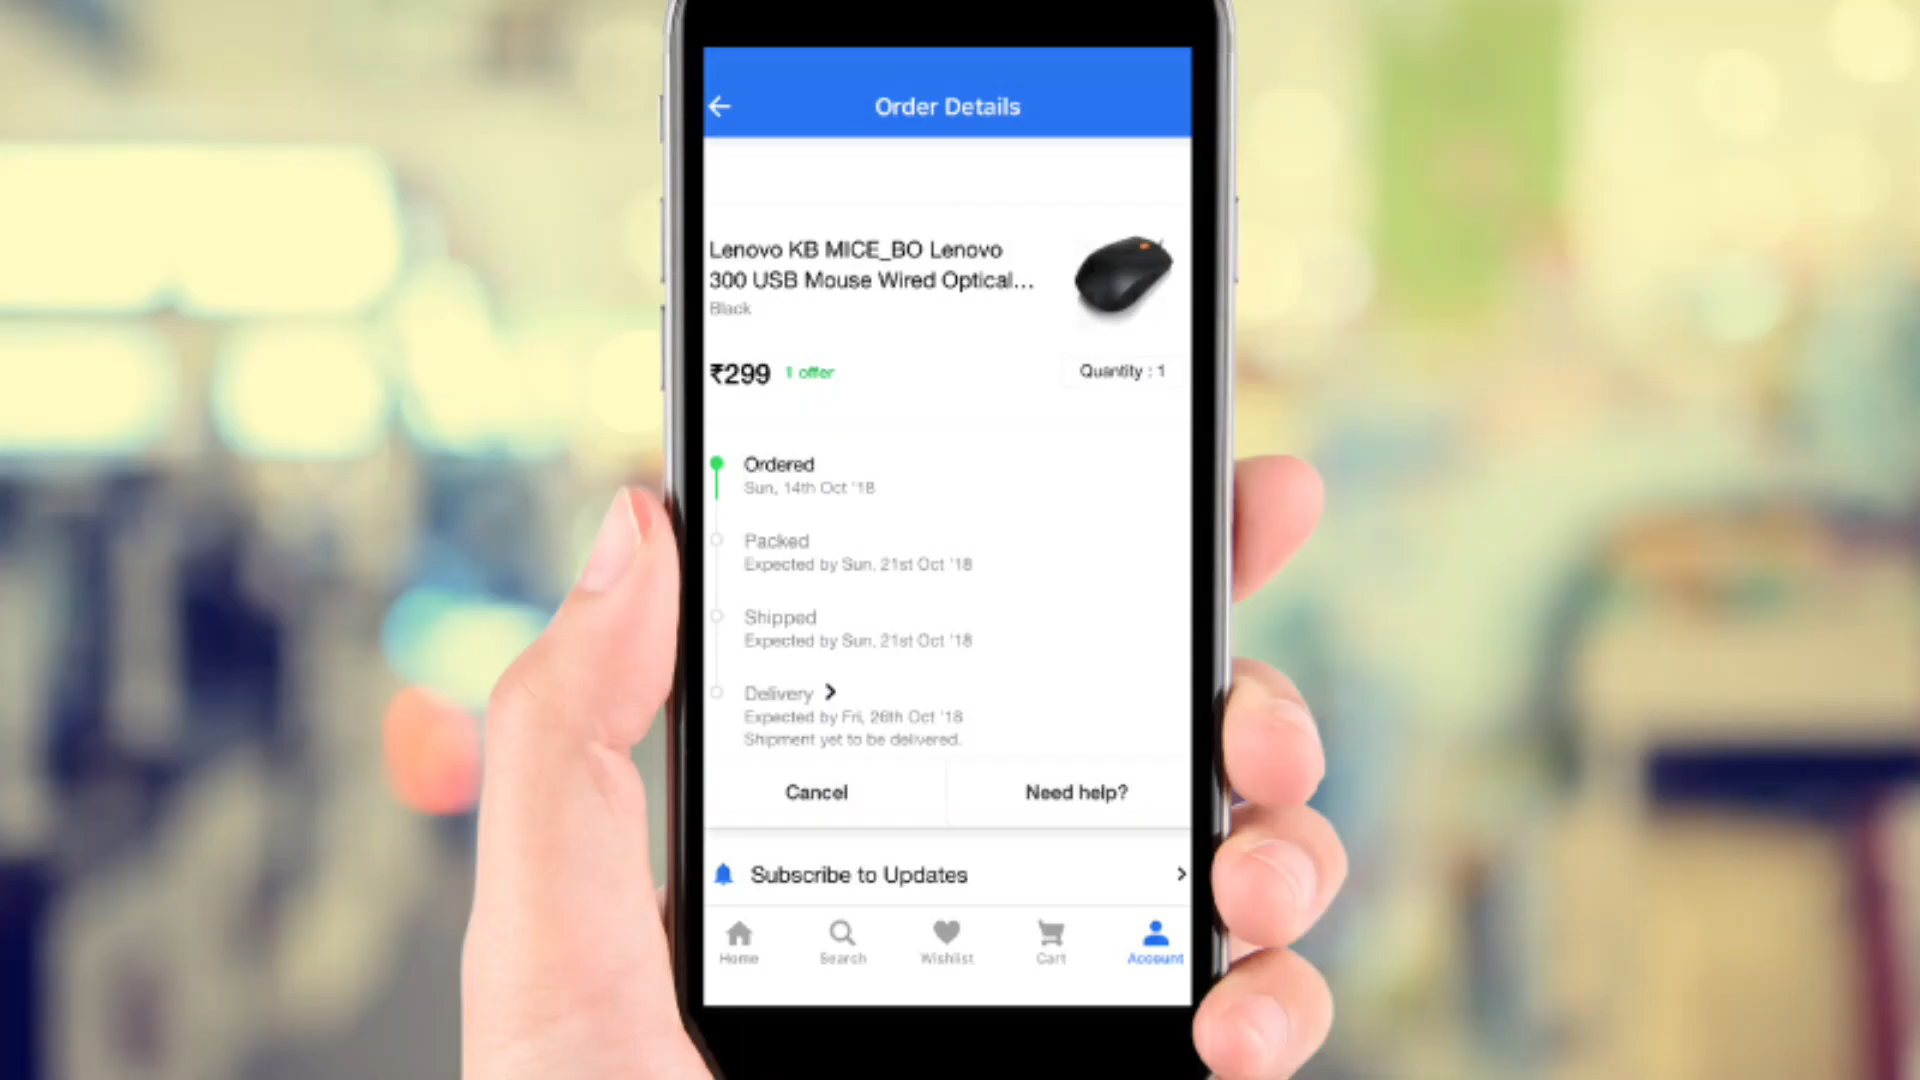 Order Details
Lenovo KB MICE_BO Lenovo
300 USB Mouse Wired Optical...
Black
₹299 1 offer
Quantity : 1
Ordered
Sun, 14th Oct '18
Packed
Expected by Sun, 21st Oct '18
Shipped
Expected by Sun, 21st Oct '18
Delivery
Expected by Fri, 26th Oct '18
Shipment yet to be delivered.
Cancel
Need help?
Subscribe to Updates
Home
Search
Wishlist
Cart
Account